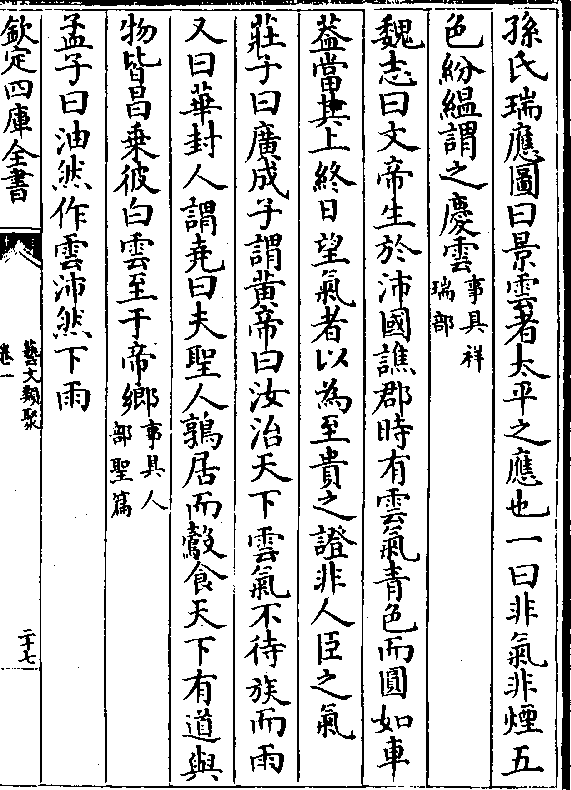 孫氏瑞應圖曰景雲者太平之應也一曰非氣非煙五
色紛緼謂之慶雲事具祥瑞部
魏志曰文帝生於沛國譙郡時有雲氣青色而圓如車
葢當其上終日望氣者以為至貴之證非人臣之氣
莊子曰廣成子謂黃帝曰汝治天下雲氣不待族而雨
又曰華封人謂堯曰夫聖人鶉居而鷇食天下有道與
物皆昌乗彼白雲至于帝鄉事具人部聖篇
孟子曰油然作雲沛然下雨
欽定四庫全書
藝文類聚
卷一
二十七